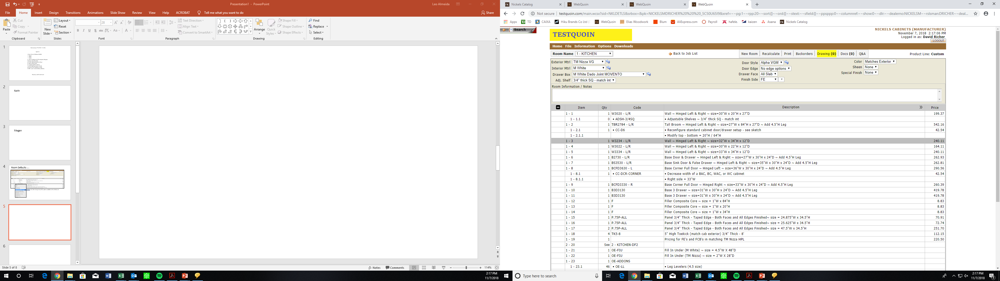 Presentation1 - PowerPoint
Leo Almeida
File Home Insert Design Transitions Animations Slide Show Review View Help ACROBAT Tell me what you want to do Share
Paste
Cut
Copy
Format Painter
Clipboard
New Slide
Layout
Reset
Section
Slides
28
Font
Text Direction
Align Text
Convert to SmartArt
Paragraph
Arrange
Quick Styles
Shape Fill
Shape Outline
Shape Effects
Drawing
Find
Replace
Select
Editing
1
2
Keith
3
Megan
4
Room Defaults
5
6
Slide 5 of 8
Notes Comments 114%
2:17 PM
11/7/2018
Nickels Catalog WebQuoin WebQuoin WebQuoin
Not secure | testquoin.com/main.wcsx?sid=NKLDETLS&srbox=&pk=NICKELSMDRICHER%20%20%20_5C50U65I9&xref=~~pg:1~~rpp:20~~sort:[]~~ord:[]~~stext:~~sfield:[]~~ppsppp:0~~columnref:~~show:0~~dlr:~~dealerno:NICKELSM~~rslsman:DRICHER~~deal...
Apps TD CAIXA Hiku Brands Co Ltd WebQuoin Elias Woodwork Blum AliExpress.com Payroll hafele. kaizen Asana Nickels Catalog
Search
TESTQUOIN
NICKELS CABINETS (MANUFACTURER)
November 7, 2018 2:17:06 PM
Logged in as: David Richer
LOGOUT
Home File Information Options Downloads
Room Name 1 - KITCHEN Back to Job List New Room Recalculate Print Backorders Drawing (0) Docs (0) Q&A Product Line: Custom
Exterior Mtrl TM Nizza VG Door Style Alpha VGM Color Matches Exterior
Interior Mtrl M White Door Edge No edge options Sheen None
Drawer Box M White Dado Joint MOVENTO Drawer Face All Slab Special Finish None
Adj. Shelf 3/4" thick SQ - match int Finish Side FE
Room Information / Notes
Item Qty Code Description Price
1 - 1 1 W3020 - L/R Wall ~ Hinged Left & Right ~ size=30"W x 20"H x 27"D 199.37
1 - 1.1 0 • ADSH-3/4SQ • Adjustable Shelves ~ 3/4" thick SQ - match int
1 - 2 1 TBR2784 - L/R Tall Broom ~ Hinged Left & Right ~ size=27"W x 84"H x 27"D ~ Add 4.5"H Leg 542.16
1 - 2.1 1 • CC-D6 • Reconfigure standard cabinet door/drawer setup - see sketch 42.54
1 - 2.1.1 • Modify top - bottom = 20"H / 64"H
1 - 3 1 W3234 - L/R Wall ~ Hinged Left & Right ~ size=32"W x 34"H x 12"D 240.11
1 - 4 1 W3022 - L/R Wall ~ Hinged Left & Right ~ size=30"W x 22"H x 12"D 164.11
1 - 5 1 W3334 - L/R Wall ~ Hinged Left & Right ~ size=33"W x 34"H x 12"D 240.11
1 - 6 1 B2730 - L/R Base Door & Drawer ~ Hinged Left & Right ~ size=27"W x 30"H x 24"D ~ Add 4.5"H Leg 262.93
1 - 7 1 BS3530 - L/R Base Sink Door & False Drawer ~ Hinged Left & Right ~ size=35"W x 30"H x 24"D ~ Add 4.5"H Leg 262.81
1 - 8 1 BCFD3630 - L Base Corner Full Door ~ Hinged Left ~ size=36"W x 30"H x 24"D ~ Add 4.5"H Leg 290.56
1 - 8.1 1 • CC-DCR-CORNER • Decrease width of a BAC, BC, WAC, or WC cabinet 42.54
1 - 8.1.1 • Right side = 33"W
1 - 9 1 BCFD3330 - R Base Corner Full Door ~ Hinged Right ~ size=33"W x 30"H x 24"D ~ Add 4.5"H Leg 260.39
1 - 10 1 B3D3130 Base 3 Drawer ~ size=31"W x 30"H x 24"D ~ Add 4.5"H Leg 419.78
1 - 11 1 B3D3130 Base 3 Drawer ~ size=31"W x 30"H x 24"D ~ Add 4.5"H Leg 419.78
1 - 12 1 F Filler Composite Core ~ size = 1"W x 84"H 8.83
1 - 13 1 F Filler Composite Core ~ size = 1"W x 20"H 8.83
1 - 14 1 F Filler Composite Core ~ size = 1"W x 34"H 8.83
1 - 15 1 P.75P-ALL Panel 3/4" Thick - Taped Edge - Both Faces and All Edges Finished~ size = 24.875"W x 34.5"H 70.91
1 - 16 1 P.75P-ALL Panel 3/4" Thick - Taped Edge - Both Faces and All Edges Finished~ size = 25.625"W x 34.5"H 72.74
1 - 17 2 P.75P-ALL Panel 3/4" Thick - Taped Edge - Both Faces and All Edges Finished~ size = 47.5"W x 34.5"H 251.70
1 - 18 4 TK5-8 5" High Toekick (match cab exterior) 3/4" Thick - 8' 112.15
1 - 19 1 Pricing for FE's and FCB's in matching TM Nizza HPL 220.50
2 - 20 See 2 - KITCHEN-DF2
1 - 21 1 OE-FIU Fill In Under (M White) ~ size = 4.5"W X 48"D
1 - 22 1 OE-FIU Fill In Under (TM Nizza) ~ size = 2"W X 28"D
1 - 23 1 OE-ADDONS
1 - 23.1 46 • OE-LL • Leg Levelers (4.5 size)
Type here to search
2:17 PM
11/7/2018